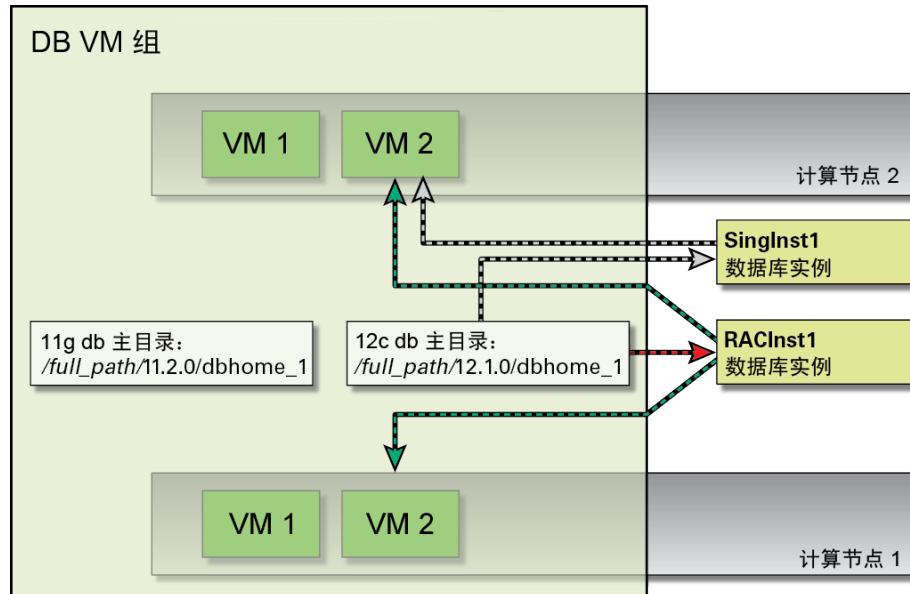 DB VM 组
VM 1
VM 2
计算节点 2
SingInst1
数据库实例
11g db 主目录：
/full_path/11.2.0/dbhome_1
12c db 主目录：
/full_path/12.1.0/dbhome_1
RACInst1
数据库实例
VM 1
VM 2
计算节点 1